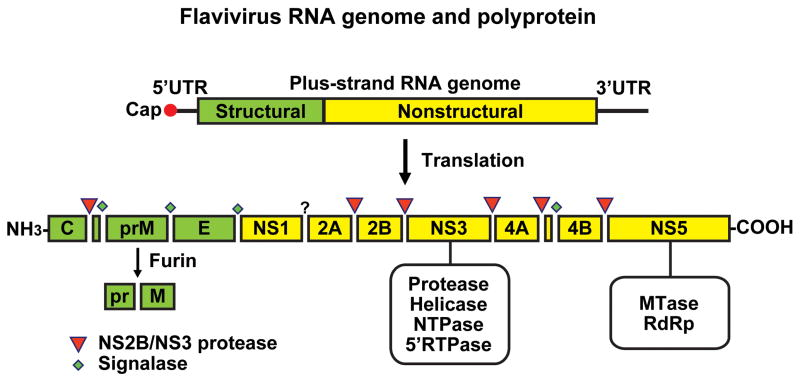 Flavivirus RNA genome and polyprotein
5’UTR Plus-strand RNA genome 3’UTR
Cap Structural Nonstructural
Translation
?
NH3- C prM E NS1 2A 2B NS3 4A 4B NS5 -COOH
Furin
pr M
Protease
Helicase
NTPase
5’RTPase
MTase
RdRp
NS2B/NS3 protease
Signalase